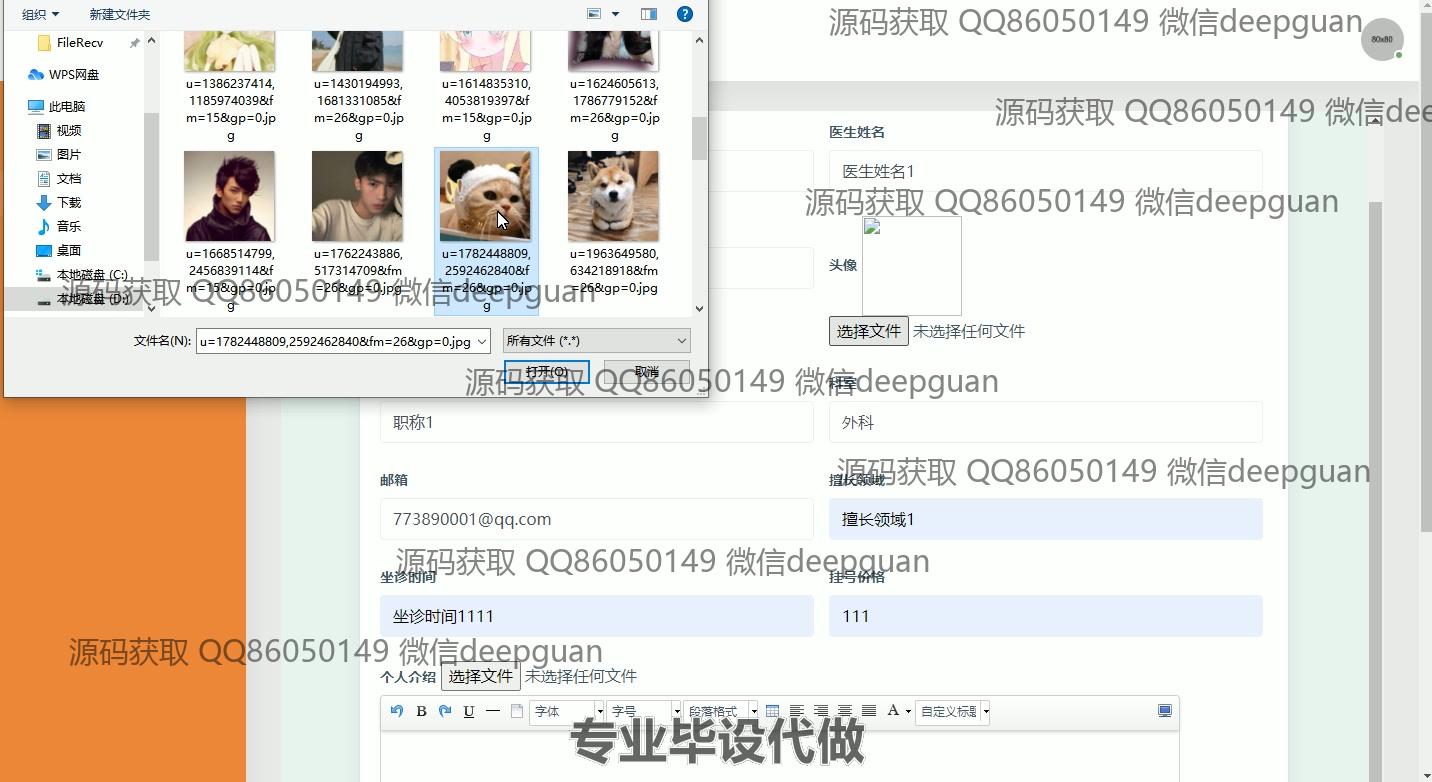 组织
新建文件夹
源码获取 QQ86050149 微信deepguan
80x80
FileRecv
WPS网盘
此电脑
视频
图片
文档
下载
音乐
桌面
本地磁盘 (C:)
本地磁盘 (D:)
u=1386237414,
1185974039&f
m=15&gp=0.jp
g
u=1430194993,
1681331085&f
m=26&gp=0.jp
g
u=1614835310,
4053819397&f
m=15&gp=0.jp
g
u=1624605613,
1786779152&f
m=26&gp=0.jp
g
u=1668514799,
2456839114&f
m=15&gp=0.jp
g
u=1762243886,
517314709&fm
=26&gp=0.jpg
u=1782448809,
2592462840&f
m=26&gp=0.jp
g
u=1963649580,
634218918&fm
=26&gp=0.jpg
源码获取 QQ86050149 微信deepguan
文件名(N):
u=1782448809,2592462840&fm=26&gp=0.jpg
所有文件 (*.*)
打开(O)
取消
源码获取 QQ86050149 微信dee
医生姓名
医生姓名1
源码获取 QQ86050149 微信deepguan
头像
选择文件 未选择任何文件
源码获取 QQ86050149 微信deepguan
科室
职称1
外科
源码获取 QQ86050149 微信deepguan
邮箱
擅长领域
773890001@qq.com
擅长领域1
源码获取 QQ86050149 微信deepguan
坐诊时间
挂号价格
坐诊时间1111
111
源码获取 QQ86050149 微信deepguan
个人介绍 选择文件 未选择任何文件
B U 字体 字号 段落格式 A 自定义标题
专业毕设代做